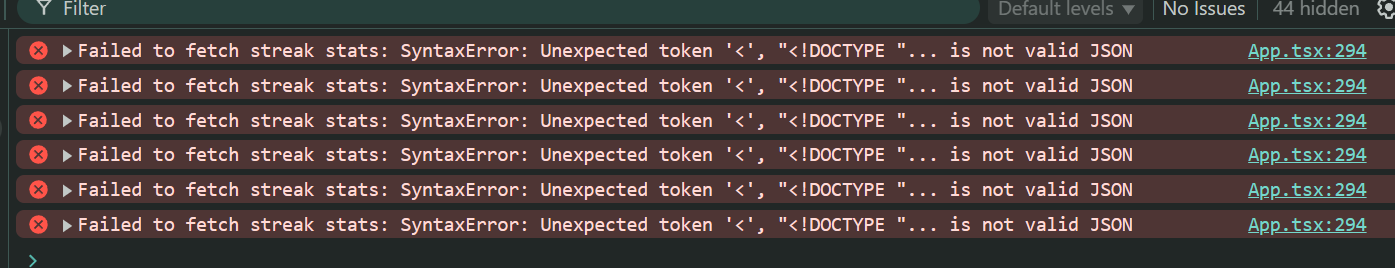 Filter Default levels ▼ No Issues 44 hidden
▶Failed to fetch streak stats: SyntaxError: Unexpected token '<', "<!DOCTYPE "... is not valid JSON App.tsx:294
▶Failed to fetch streak stats: SyntaxError: Unexpected token '<', "<!DOCTYPE "... is not valid JSON App.tsx:294
▶Failed to fetch streak stats: SyntaxError: Unexpected token '<', "<!DOCTYPE "... is not valid JSON App.tsx:294
▶Failed to fetch streak stats: SyntaxError: Unexpected token '<', "<!DOCTYPE "... is not valid JSON App.tsx:294
▶Failed to fetch streak stats: SyntaxError: Unexpected token '<', "<!DOCTYPE "... is not valid JSON App.tsx:294
▶Failed to fetch streak stats: SyntaxError: Unexpected token '<', "<!DOCTYPE "... is not valid JSON App.tsx:294
>